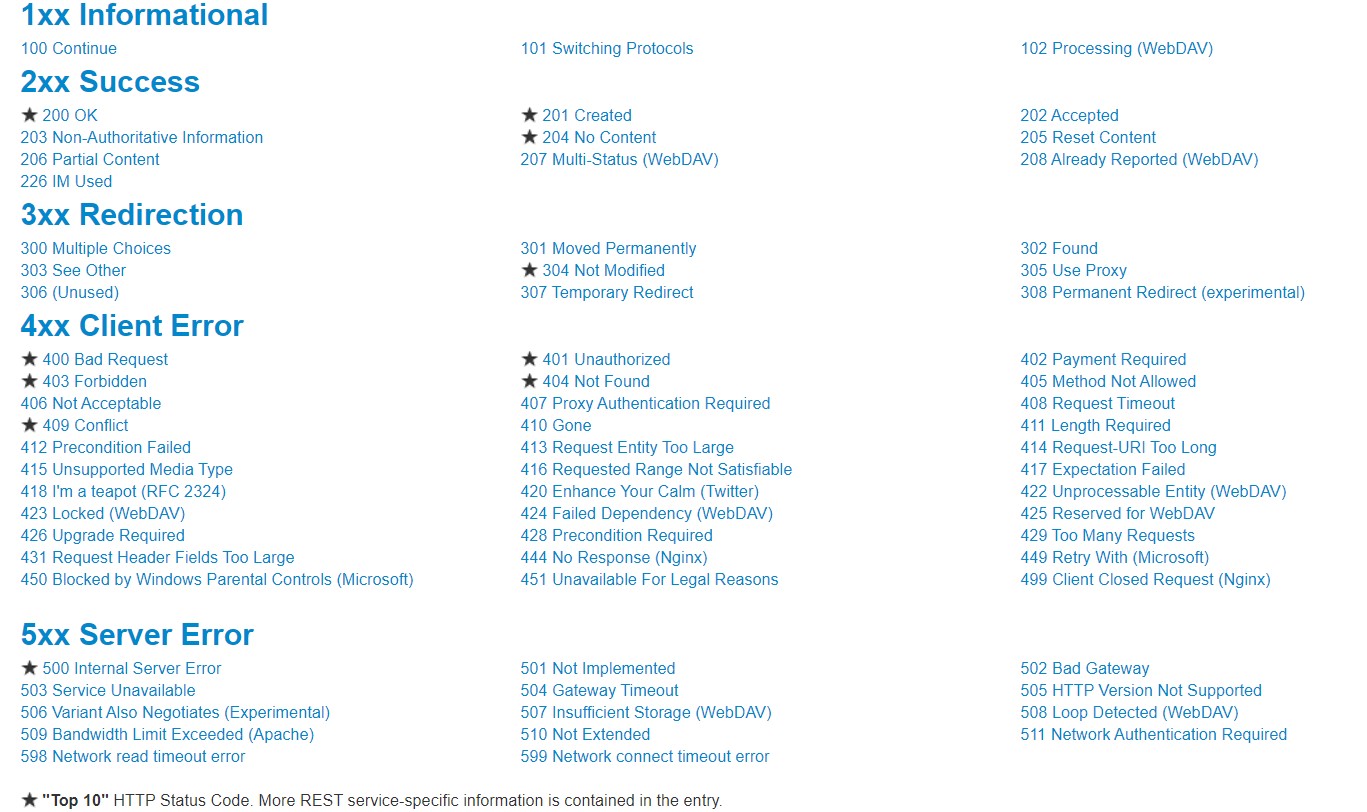 1xx Informational
100 Continue 101 Switching Protocols 102 Processing (WebDAV)
2xx Success
★ 200 OK ★ 201 Created 202 Accepted
203 Non-Authoritative Information ★ 204 No Content 205 Reset Content
206 Partial Content 207 Multi-Status (WebDAV) 208 Already Reported (WebDAV)
226 IM Used
3xx Redirection
300 Multiple Choices 301 Moved Permanently 302 Found
303 See Other ★ 304 Not Modified 305 Use Proxy
306 (Unused) 307 Temporary Redirect 308 Permanent Redirect (experimental)
4xx Client Error
★ 400 Bad Request ★ 401 Unauthorized 402 Payment Required
★ 403 Forbidden ★ 404 Not Found 405 Method Not Allowed
406 Not Acceptable 407 Proxy Authentication Required 408 Request Timeout
★ 409 Conflict 410 Gone 411 Length Required
412 Precondition Failed 413 Request Entity Too Large 414 Request-URI Too Long
415 Unsupported Media Type 416 Requested Range Not Satisfiable 417 Expectation Failed
418 I'm a teapot (RFC 2324) 420 Enhance Your Calm (Twitter) 422 Unprocessable Entity (WebDAV)
423 Locked (WebDAV) 424 Failed Dependency (WebDAV) 425 Reserved for WebDAV
426 Upgrade Required 428 Precondition Required 429 Too Many Requests
431 Request Header Fields Too Large 444 No Response (Nginx) 449 Retry With (Microsoft)
450 Blocked by Windows Parental Controls (Microsoft) 451 Unavailable For Legal Reasons 499 Client Closed Request (Nginx)
5xx Server Error
★ 500 Internal Server Error 501 Not Implemented 502 Bad Gateway
503 Service Unavailable 504 Gateway Timeout 505 HTTP Version Not Supported
506 Variant Also Negotiates (Experimental) 507 Insufficient Storage (WebDAV) 508 Loop Detected (WebDAV)
509 Bandwidth Limit Exceeded (Apache) 510 Not Extended 511 Network Authentication Required
598 Network read timeout error 599 Network connect timeout error
★ "Top 10" HTTP Status Code. More REST service-specific information is contained in the entry.